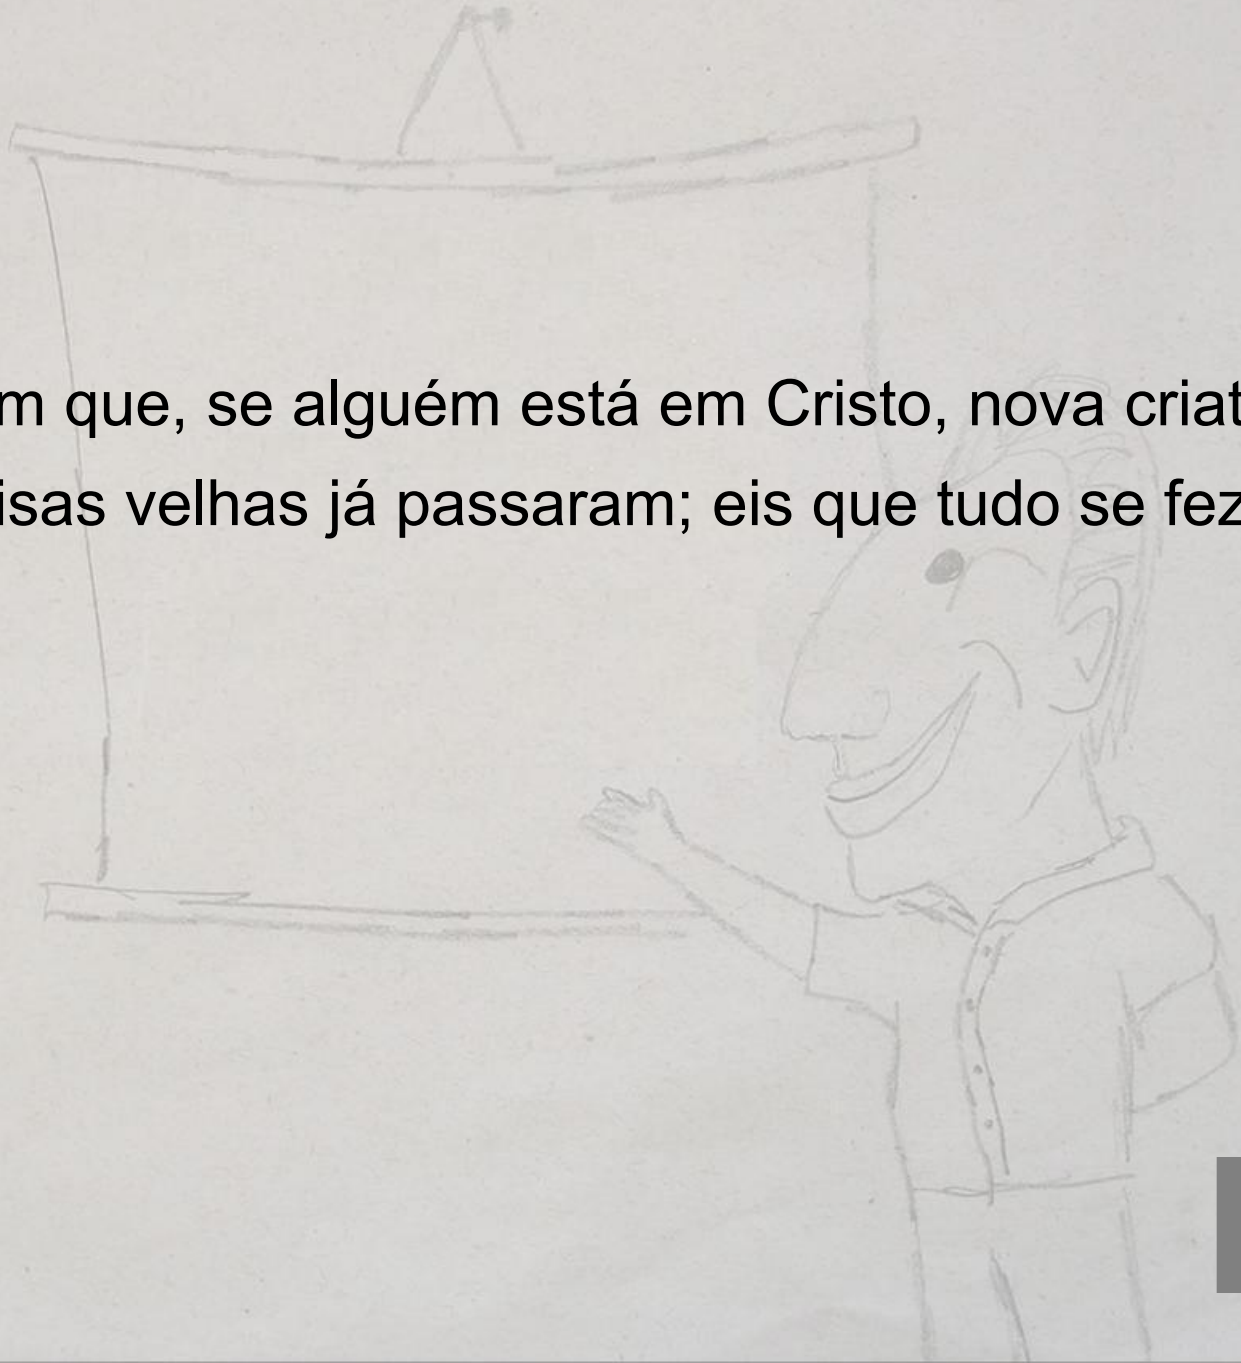 m que, se alguém está em Cristo, nova criat
isas velhas já passaram; eis que tudo se fez